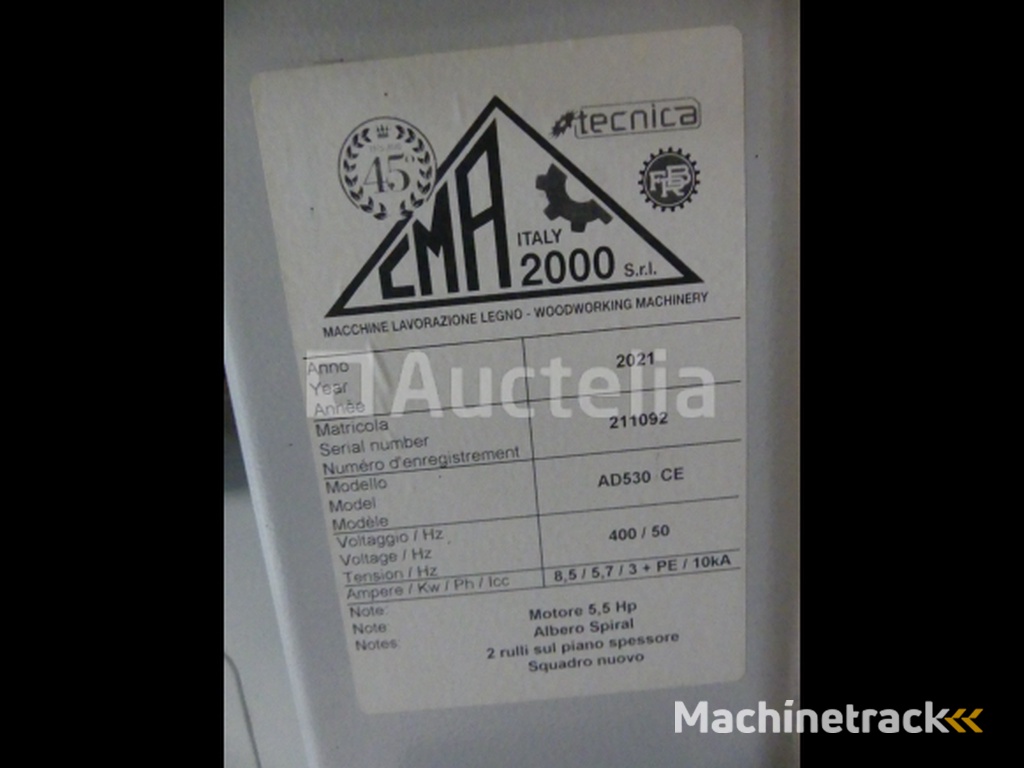 tecnica
45°
FRB
CMA
ITALY
2000 S.r.l.
MACCHINE LAVORAZIONE LEGNO - WOODWORKING MACHINERY
Anno
Year
Année
2021
Matricola
Serial number
Numéro d'enregistrement
211092
Modello
Model
Modèle
AD530 CE
Voltaggio / Hz
Voltage / Hz
Tension / Hz
400 / 50
Ampere / Kw / Ph / Icc
8,5 / 5,7 / 3 + PE / 10kA
Note:
Note:
Notes:
Motore 5,5 Hp
Albero Spiral
2 rulli sul piano spessore
Squadro nuovo
Auctelia
Machinetrack